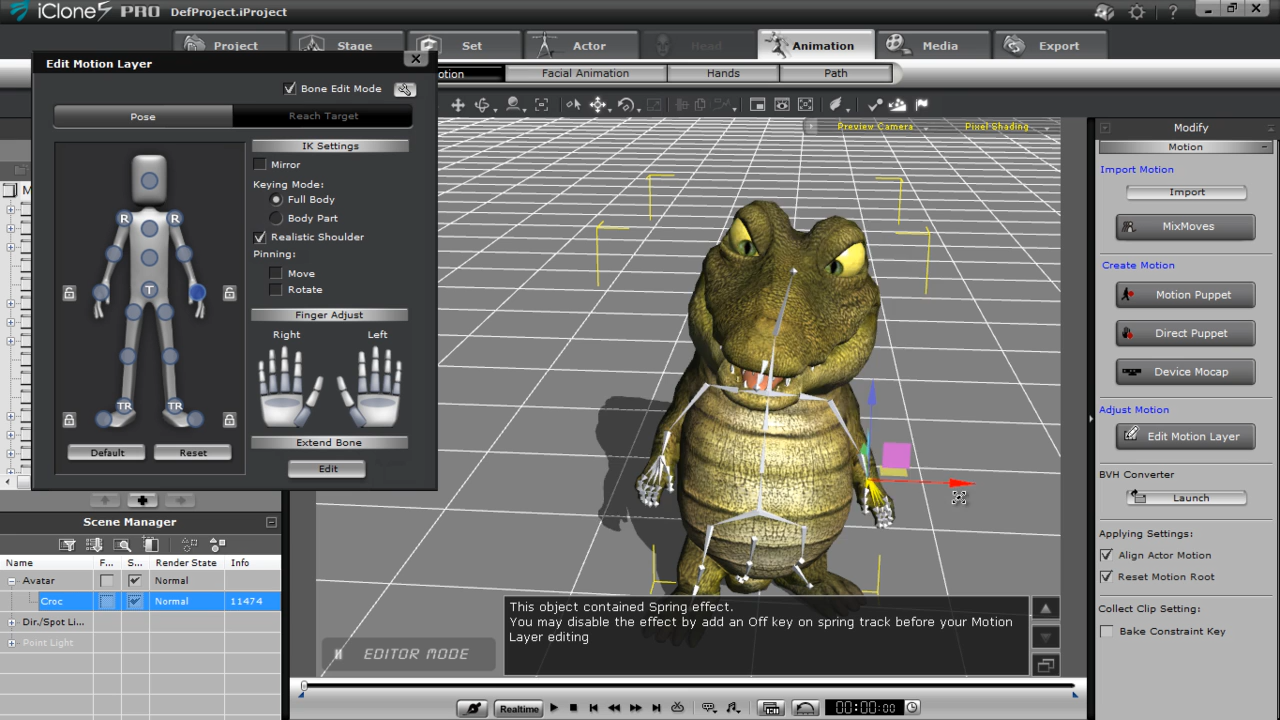 iClone5 PRO DefProject.iProject
Project Stage Set Actor Head Animation Media Export
Edit Motion Layer
otion Facial Animation Hands Path
Bone Edit Mode
Pose Reach Target
Preview Camera Pixel Shading
IK Settings
Mirror
Keying Mode:
Full Body
Body Part
Realistic Shoulder
Pinning:
Move
Rotate
Finger Adjust
Right Left
Extend Bone
Edit
R R
T
TR TR
Default Reset
M
Scene Manager
Name F... S... Render State Info
Avatar Normal
Croc Normal 11474
Dir./Spot Li... Normal
Point Light Normal
This object contained Spring effect.
You may disable the effect by add an Off key on spring track before your Motion
Layer editing
EDITOR MODE
Realtime 00:00:00
Modify
Motion
Import Motion
Import
MixMoves
Create Motion
Motion Puppet
Direct Puppet
Device Mocap
Adjust Motion
Edit Motion Layer
BVH Converter
Launch
Applying Settings:
Align Actor Motion
Reset Motion Root
Collect Clip Setting:
Bake Constraint Key